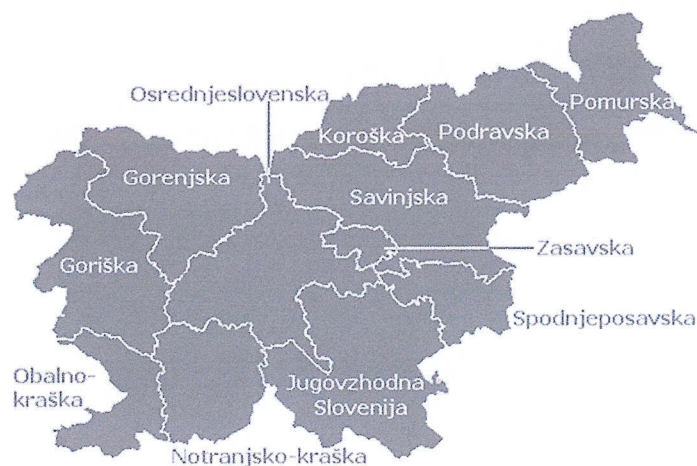 Osrednjeslovenska
Pomurska
Koroška
Podravska
Gorenjska
Savinjska
Zasavska
Goriška
Spodnjeposavska
Obalno-
kraška
Jugovzhodna
Slovenija
Notranjsko-kraška